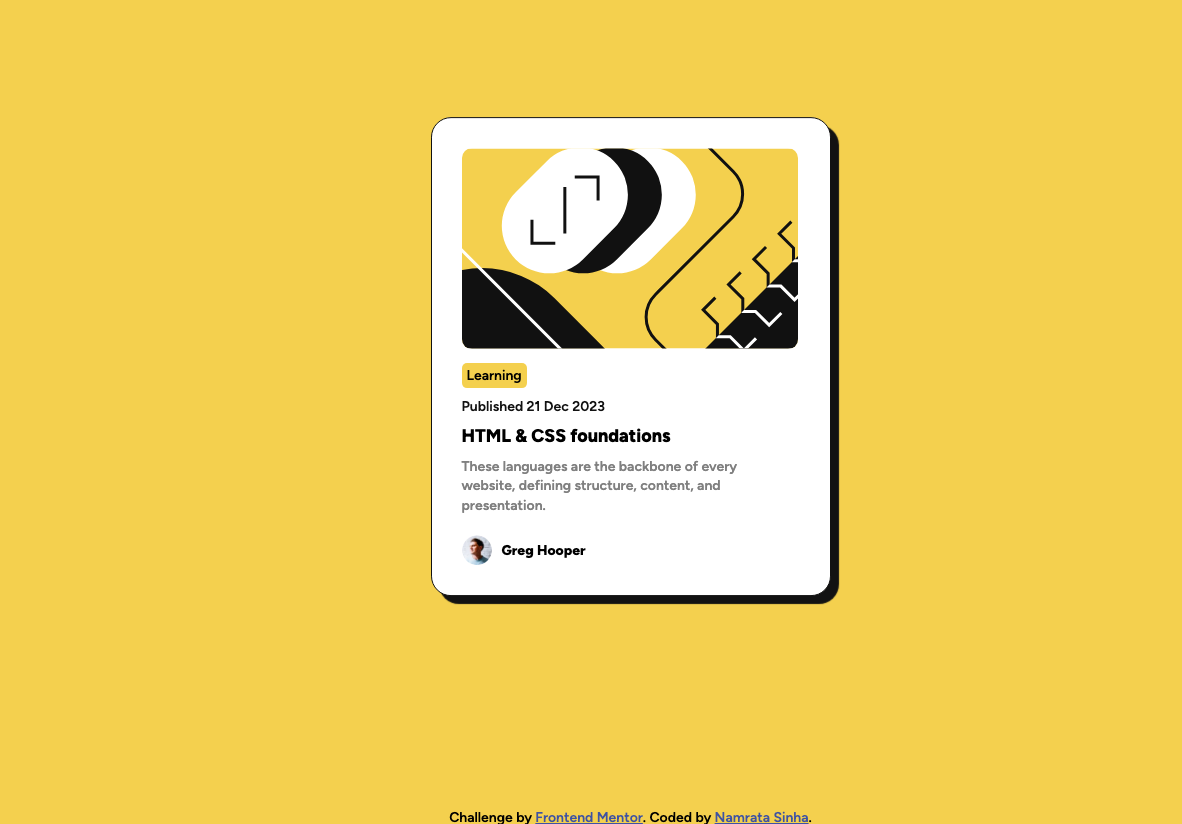 Learning
Published 21 Dec 2023
HTML & CSS foundations
These languages are the backbone of every
website, defining structure, content, and
presentation.
Greg Hooper
Challenge by Frontend Mentor. Coded by Namrata Sinha.